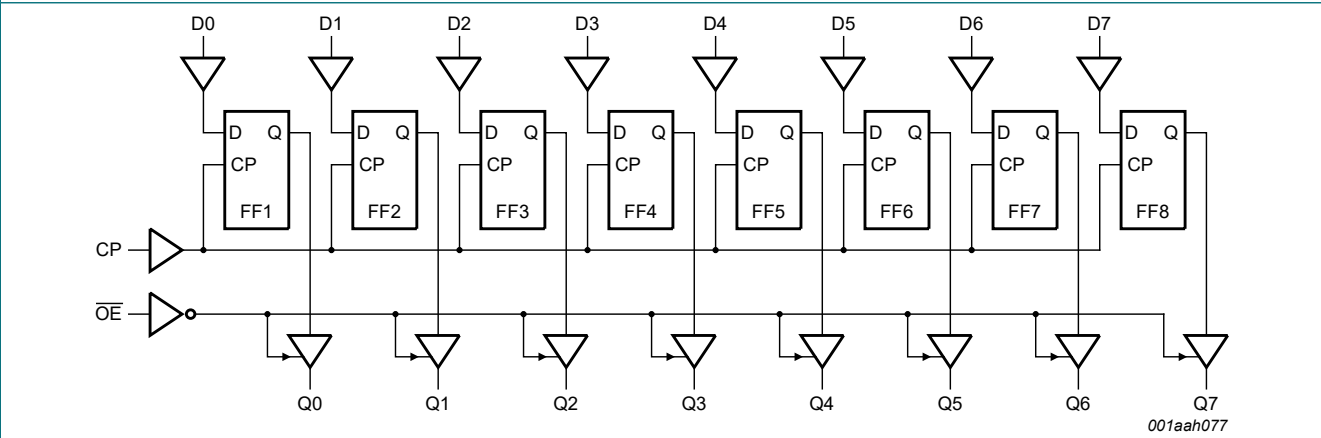 D0 D1 D2 D3 D4 D5 D6 D7
D Q D Q D Q D Q D Q D Q D Q D Q
CP CP CP CP CP CP CP CP
FF1 FF2 FF3 FF4 FF5 FF6 FF7 FF8
CP
O̅E̅
Q0 Q1 Q2 Q3 Q4 Q5 Q6 Q7
001aah077